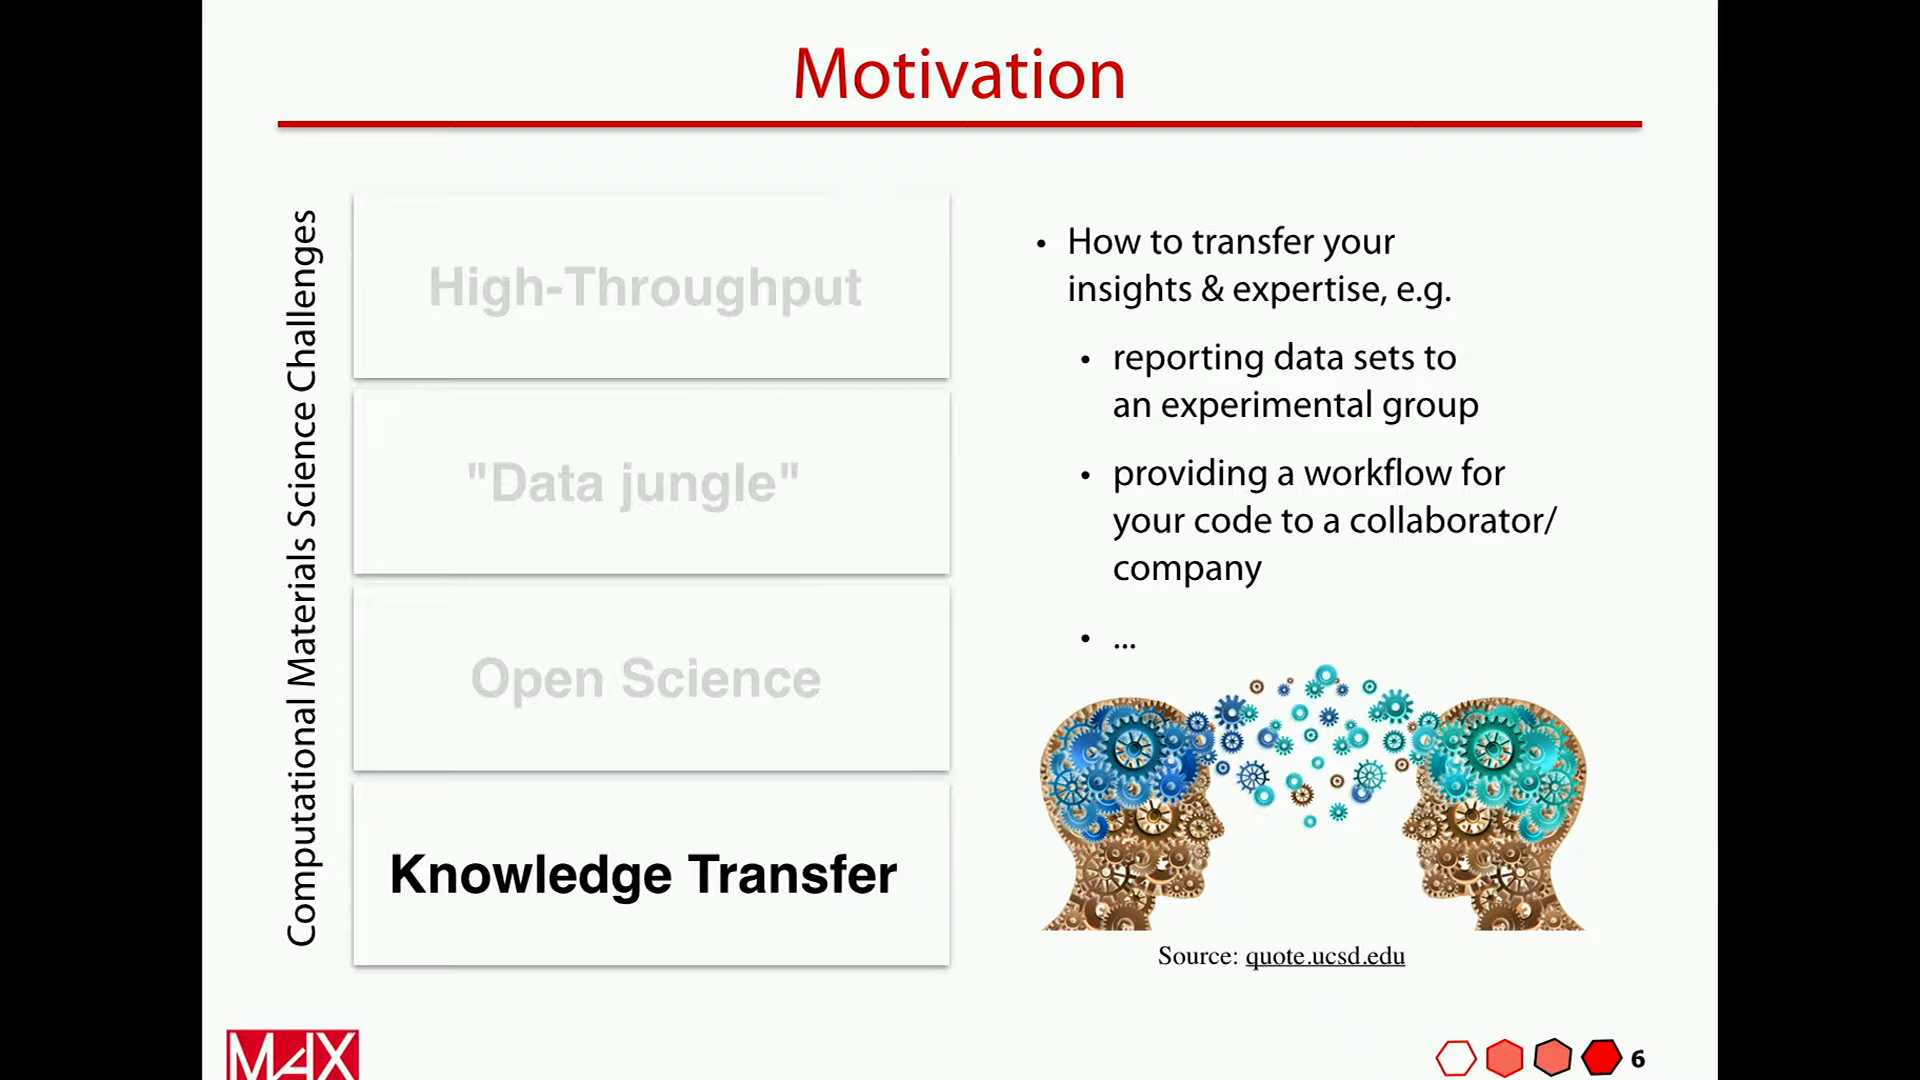 Motivation
Computational Materials Science Challenges
High-Throughput
"Data jungle"
Open Science
Knowledge Transfer
• How to transfer your
insights & expertise, e.g.
• reporting data sets to
an experimental group
• providing a workflow for
your code to a collaborator/
company
• ...
Source: quote.ucsd.edu
MAX
6